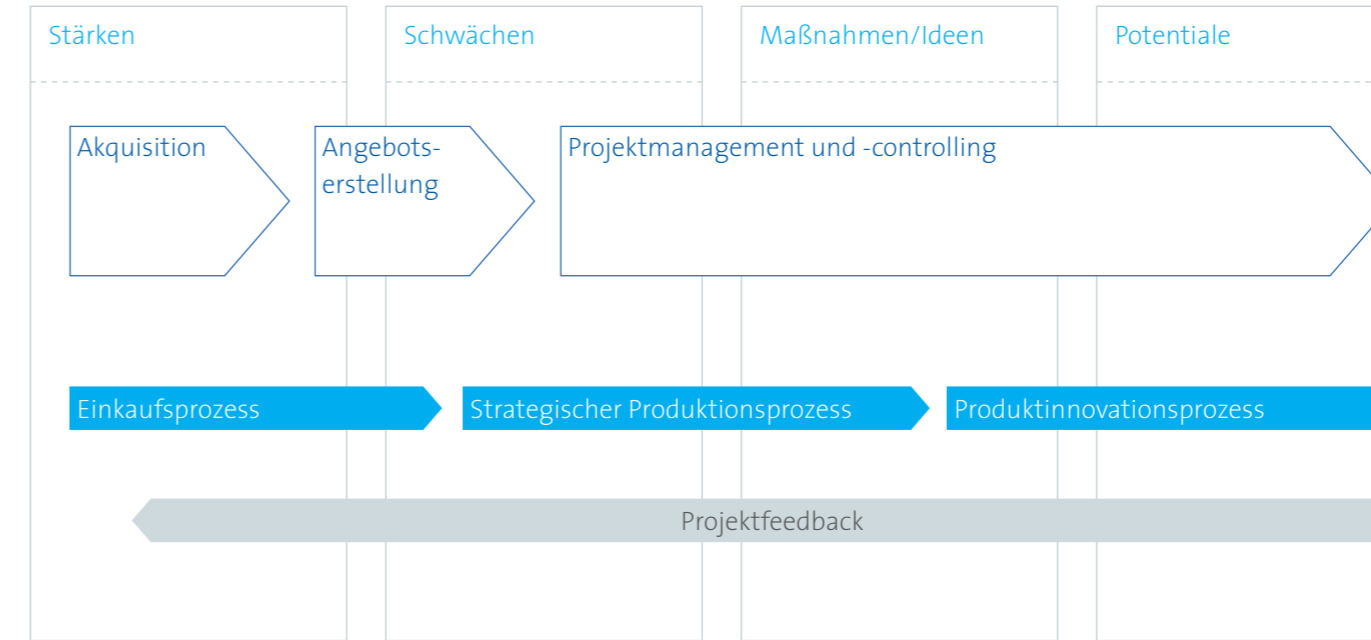 Stärken
Schwächen
Maßnahmen/Ideen
Potentiale
Akquisition
Angebots-
erstellung
Projektmanagement und -controlling
Einkaufsprozess
Strategischer Produktionsprozess
Produktinnovationsprozess
Projektfeedback